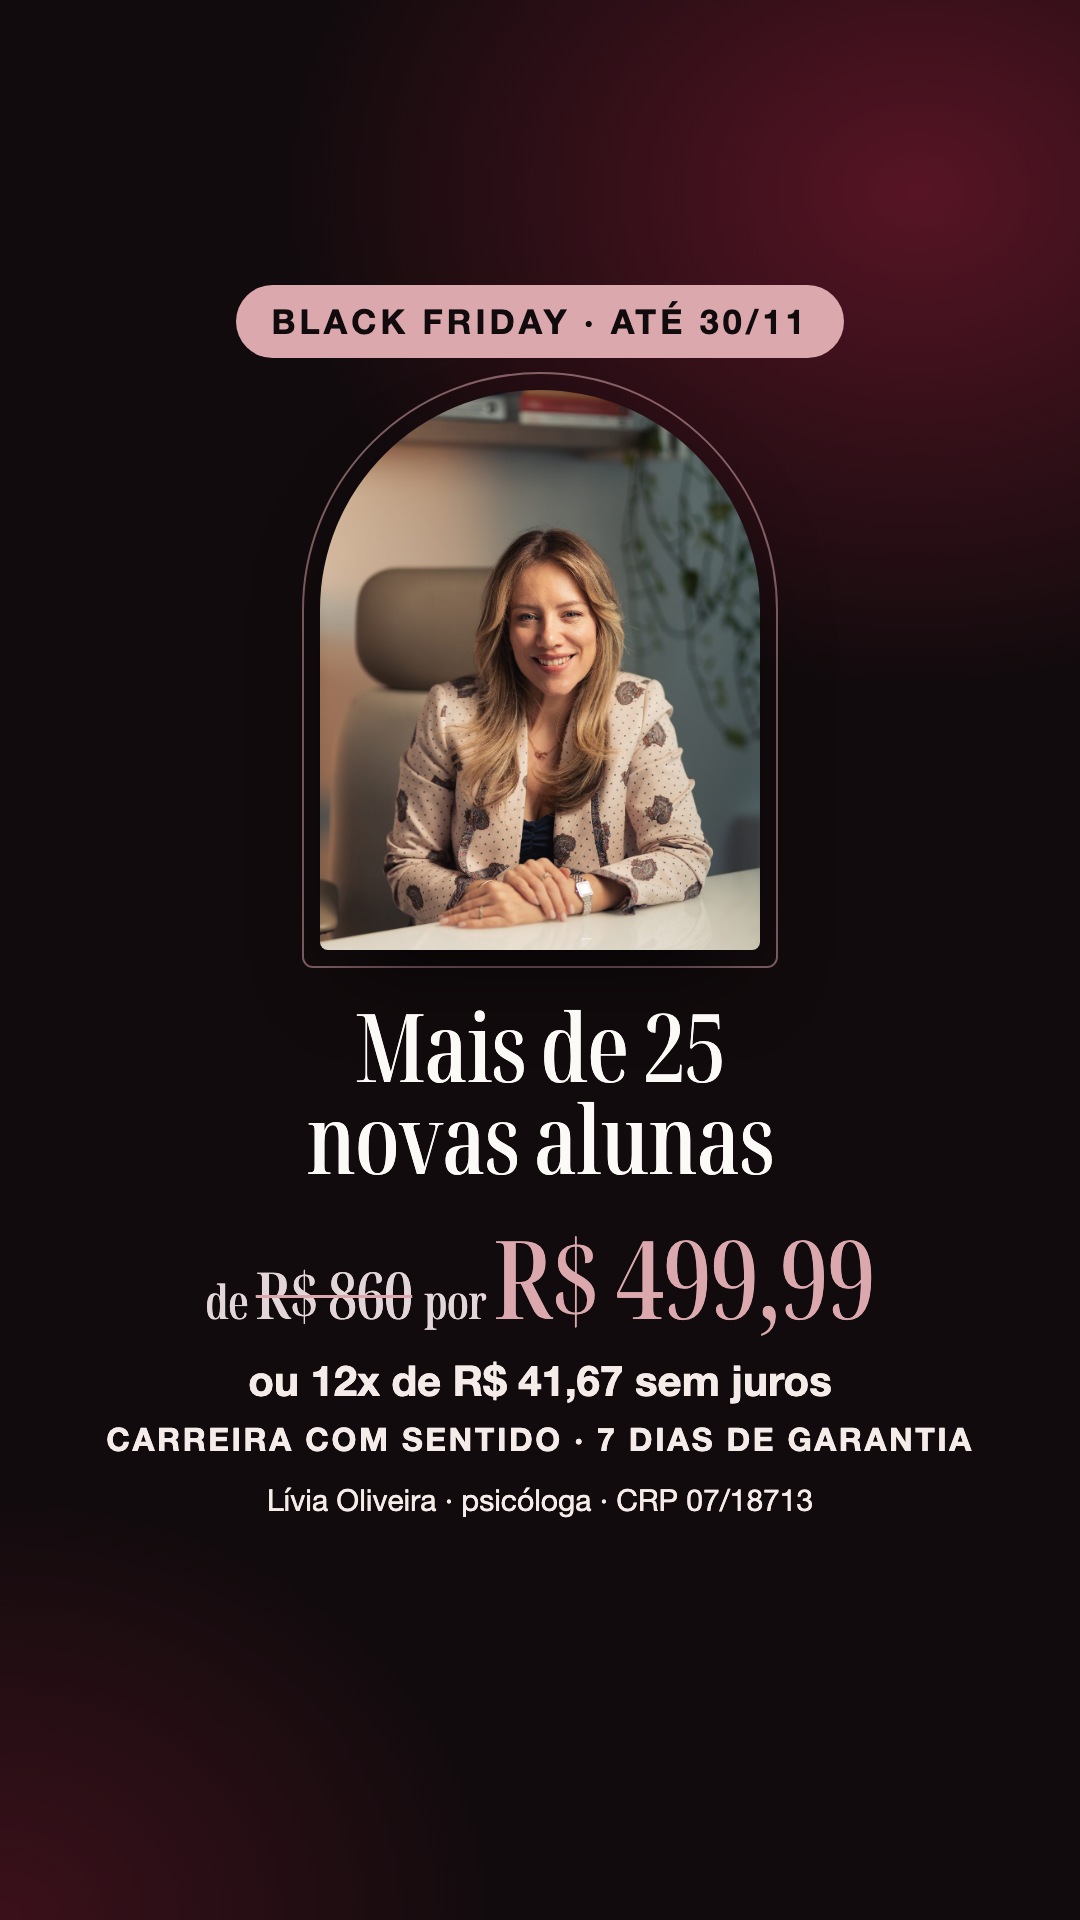 BLACK FRIDAY · ATÉ 30/11
Mais de 25
novas alunas
de R$ 860 por R$ 499,99
ou 12x de R$ 41,67 sem juros
CARREIRA COM SENTIDO · 7 DIAS DE GARANTIA
Lívia Oliveira · psicóloga · CRP 07/18713